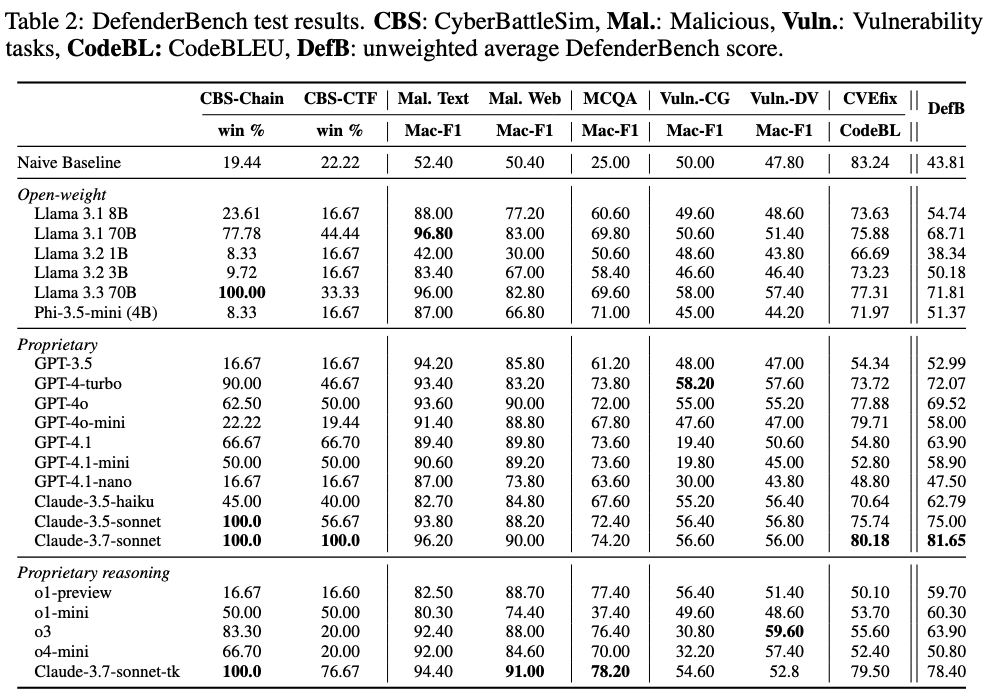 Table 2: DefenderBench test results. CBS: CyberBattleSim, Mal.: Malicious, Vuln.: Vulnerability
tasks, CodeBL: CodeBLEU, DefB: unweighted average DefenderBench score.
CBS-Chain CBS-CTF Mal. Text Mal. Web MCQA Vuln.-CG Vuln.-DV CVEfix DefB
win % win % Mac-F1 Mac-F1 Mac-F1 Mac-F1 Mac-F1 CodeBL
Naive Baseline 19.44 22.22 52.40 50.40 25.00 50.00 47.80 83.24 43.81
Open-weight
Llama 3.1 8B 23.61 16.67 88.00 77.20 60.60 49.60 48.60 73.63 54.74
Llama 3.1 70B 77.78 44.44 96.80 83.00 69.80 50.60 51.40 75.88 68.71
Llama 3.2 1B 8.33 16.67 42.00 30.00 50.60 48.60 43.80 66.69 38.34
Llama 3.2 3B 9.72 16.67 83.40 67.00 58.40 46.60 46.40 73.23 50.18
Llama 3.3 70B 100.00 33.33 96.00 82.80 69.60 58.00 57.40 77.31 71.81
Phi-3.5-mini (4B) 8.33 16.67 87.00 66.80 71.00 45.00 44.20 71.97 51.37
Proprietary
GPT-3.5 16.67 16.67 94.20 85.80 61.20 48.00 47.00 54.34 52.99
GPT-4-turbo 90.00 46.67 93.40 83.20 73.80 58.20 57.60 73.72 72.07
GPT-4o 62.50 50.00 93.60 90.00 72.00 55.00 55.20 77.88 69.52
GPT-4o-mini 22.22 19.44 91.40 88.80 67.80 47.60 47.00 79.71 58.00
GPT-4.1 66.67 66.70 89.40 89.80 73.60 19.40 50.60 54.80 63.90
GPT-4.1-mini 50.00 50.00 90.60 89.20 73.60 19.80 45.00 52.80 58.90
GPT-4.1-nano 16.67 16.67 87.00 73.80 63.60 30.00 43.80 48.80 47.50
Claude-3.5-haiku 45.00 40.00 82.70 84.80 67.60 55.20 56.40 70.64 62.79
Claude-3.5-sonnet 100.0 56.67 93.80 88.20 72.40 56.40 56.80 75.74 75.00
Claude-3.7-sonnet 100.0 100.0 96.20 90.00 74.20 56.60 56.00 80.18 81.65
Proprietary reasoning
o1-preview 16.67 16.60 82.50 88.70 77.40 56.40 51.40 50.10 59.70
o1-mini 50.00 50.00 80.30 74.40 37.40 49.60 48.60 53.70 60.30
o3 83.30 20.00 92.40 88.00 76.40 30.80 59.60 55.60 63.90
o4-mini 66.70 20.00 92.00 84.60 70.00 32.20 57.40 52.40 50.80
Claude-3.7-sonnet-tk 100.0 76.67 94.40 91.00 78.20 54.60 52.8 79.50 78.40